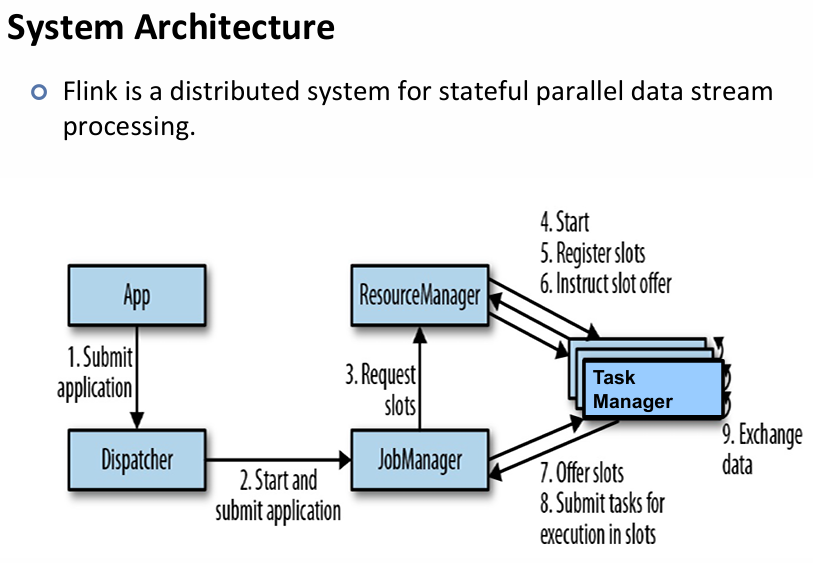 System Architecture
Flink is a distributed system for stateful parallel data stream
processing.
4. Start
5. Register slots
6. Instruct slot offer
App
ResourceManager
1. Submit
application
3. Request
slots
Task
Manager
Dispatcher
JobManager
2. Start and
submit application
7. Offer slots
8. Submit tasks for
execution in slots
9. Exchange
data